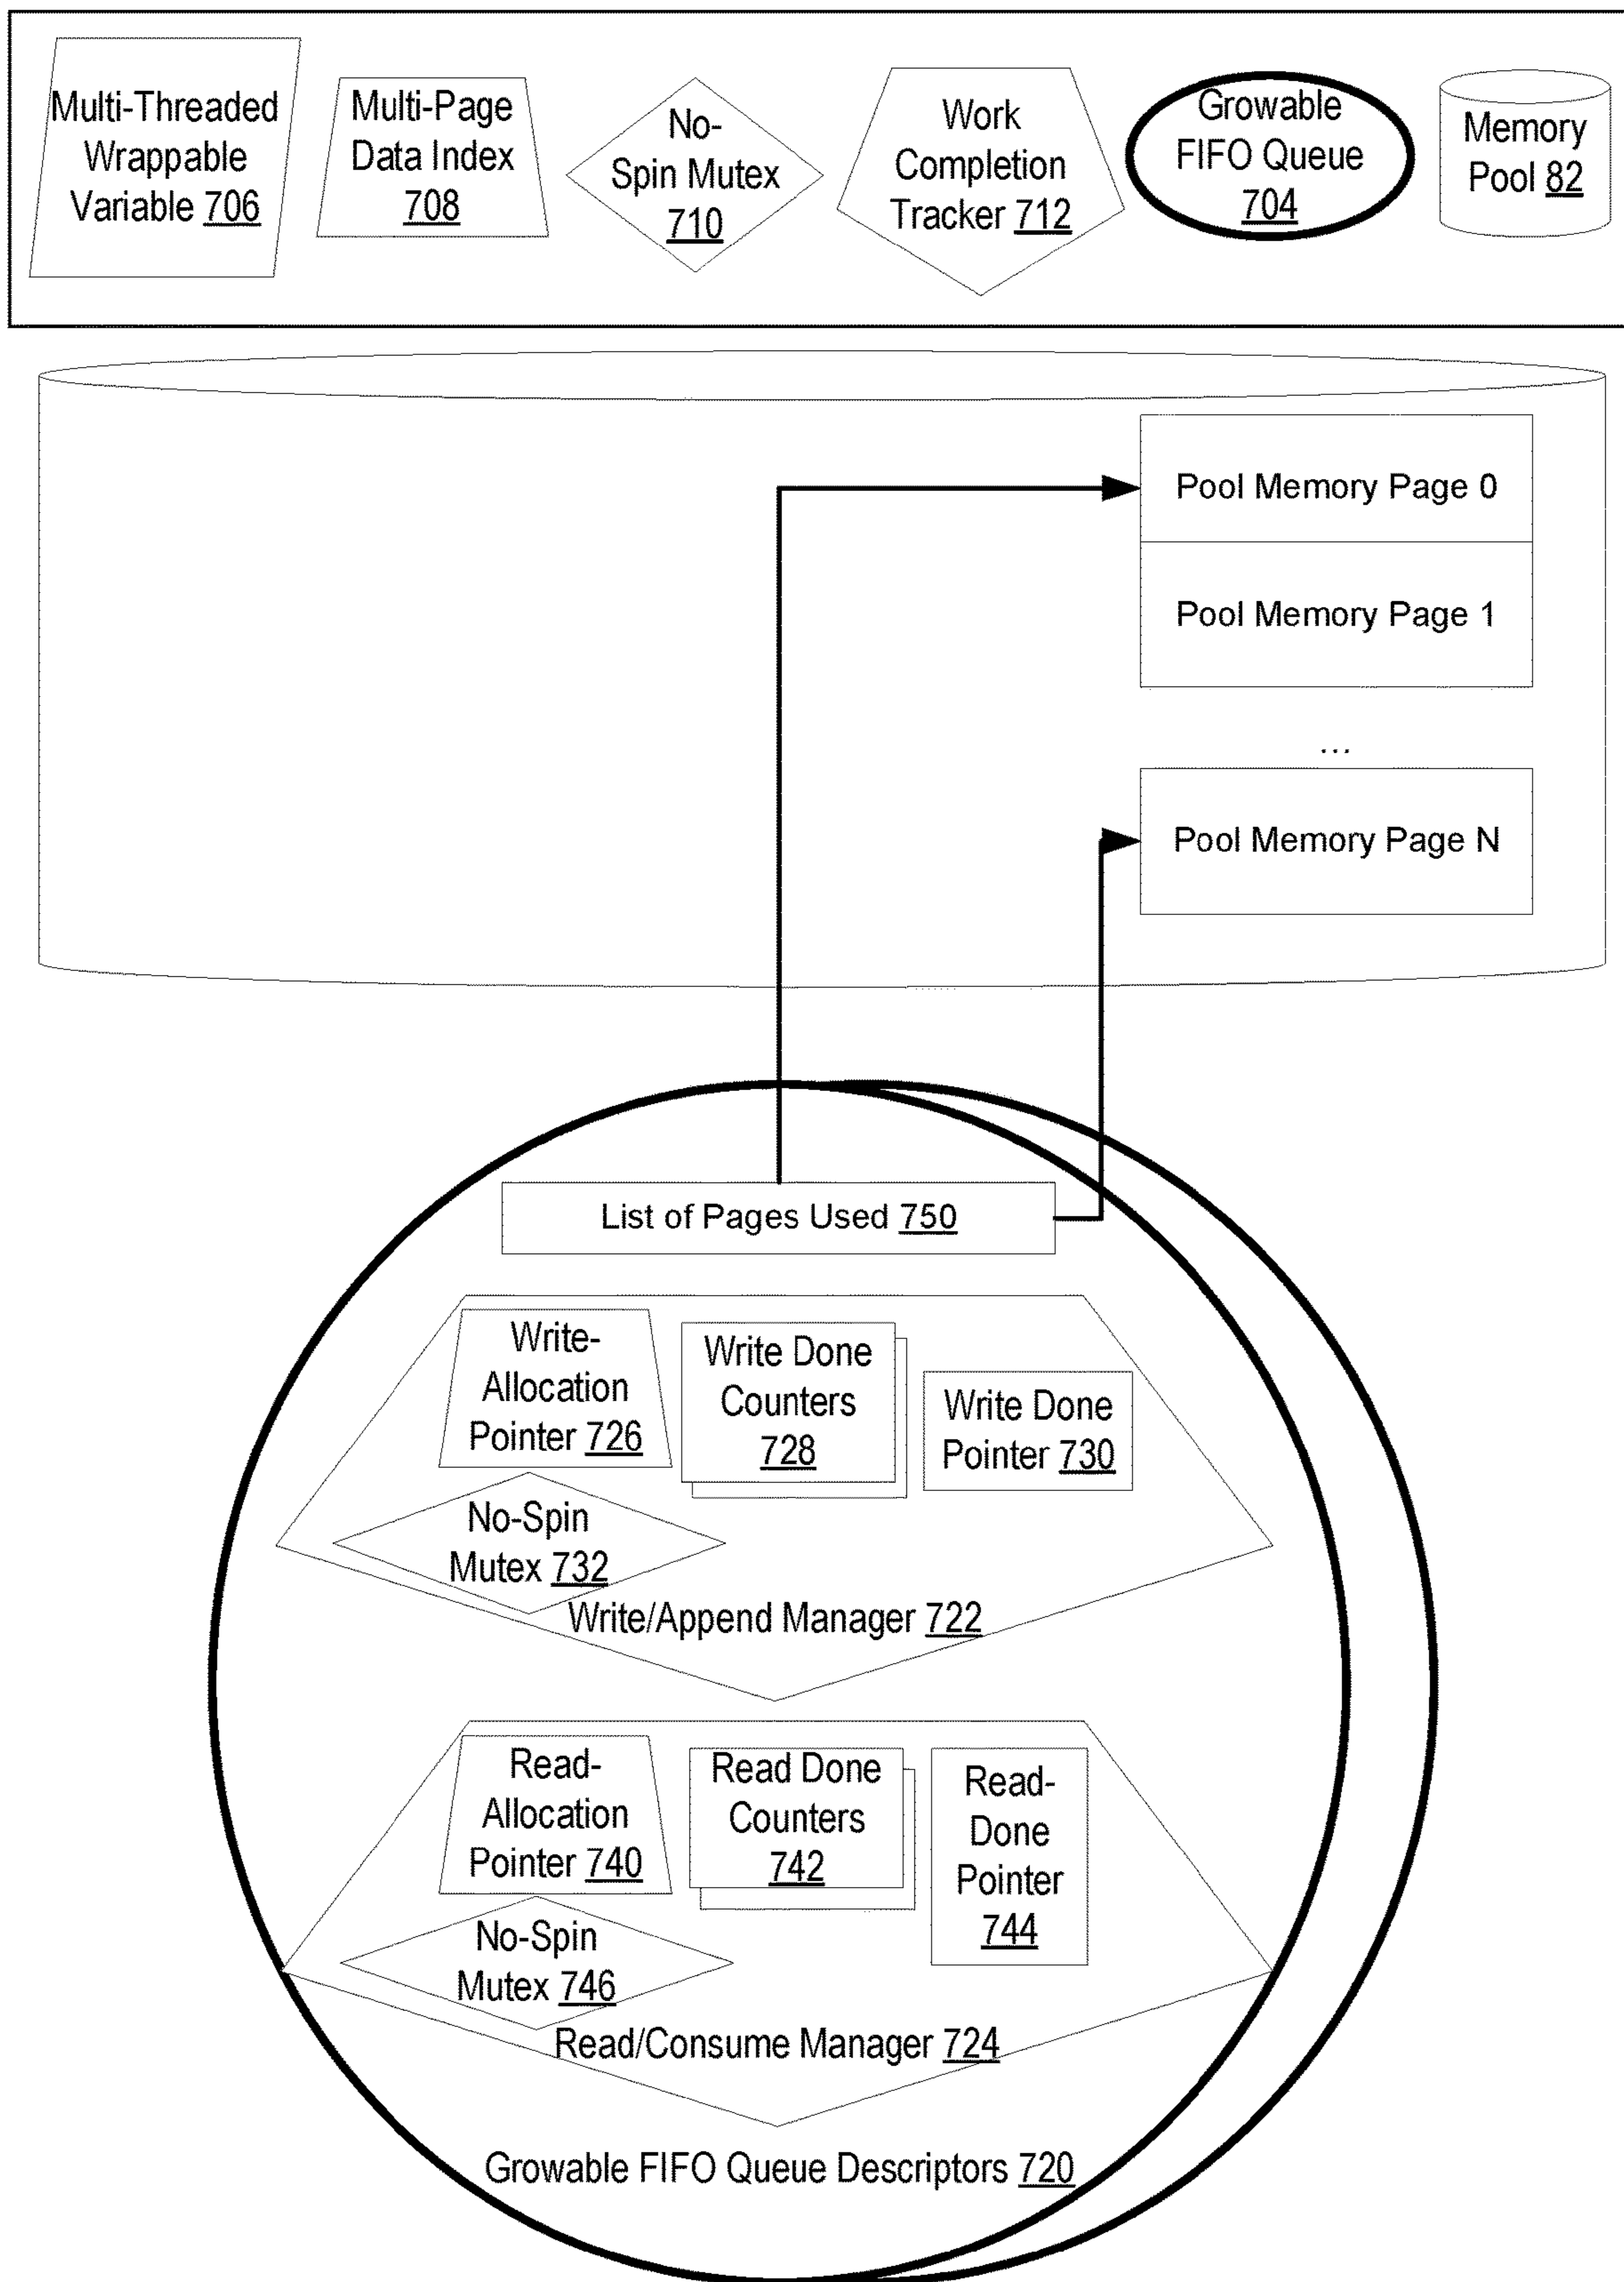 Multi-Threaded
Wrappable
Variable 706
Multi-Page
Data Index
708
No-
Spin Mutex
710
Work
Completion
Tracker 712
Growable
FIFO Queue
704
Memory
Pool 82
Pool Memory Page 0
Pool Memory Page 1
...
Pool Memory Page N
List of Pages Used 750
Write-
Allocation
Pointer 726
Write Done
Counters
728
Write Done
Pointer 730
No-Spin
Mutex 732
Write/Append Manager 722
Read-
Allocation
Pointer 740
Read Done
Counters
742
Read-
Done
Pointer
744
No-Spin
Mutex 746
Read/Consume Manager 724
Growable FIFO Queue Descriptors 720